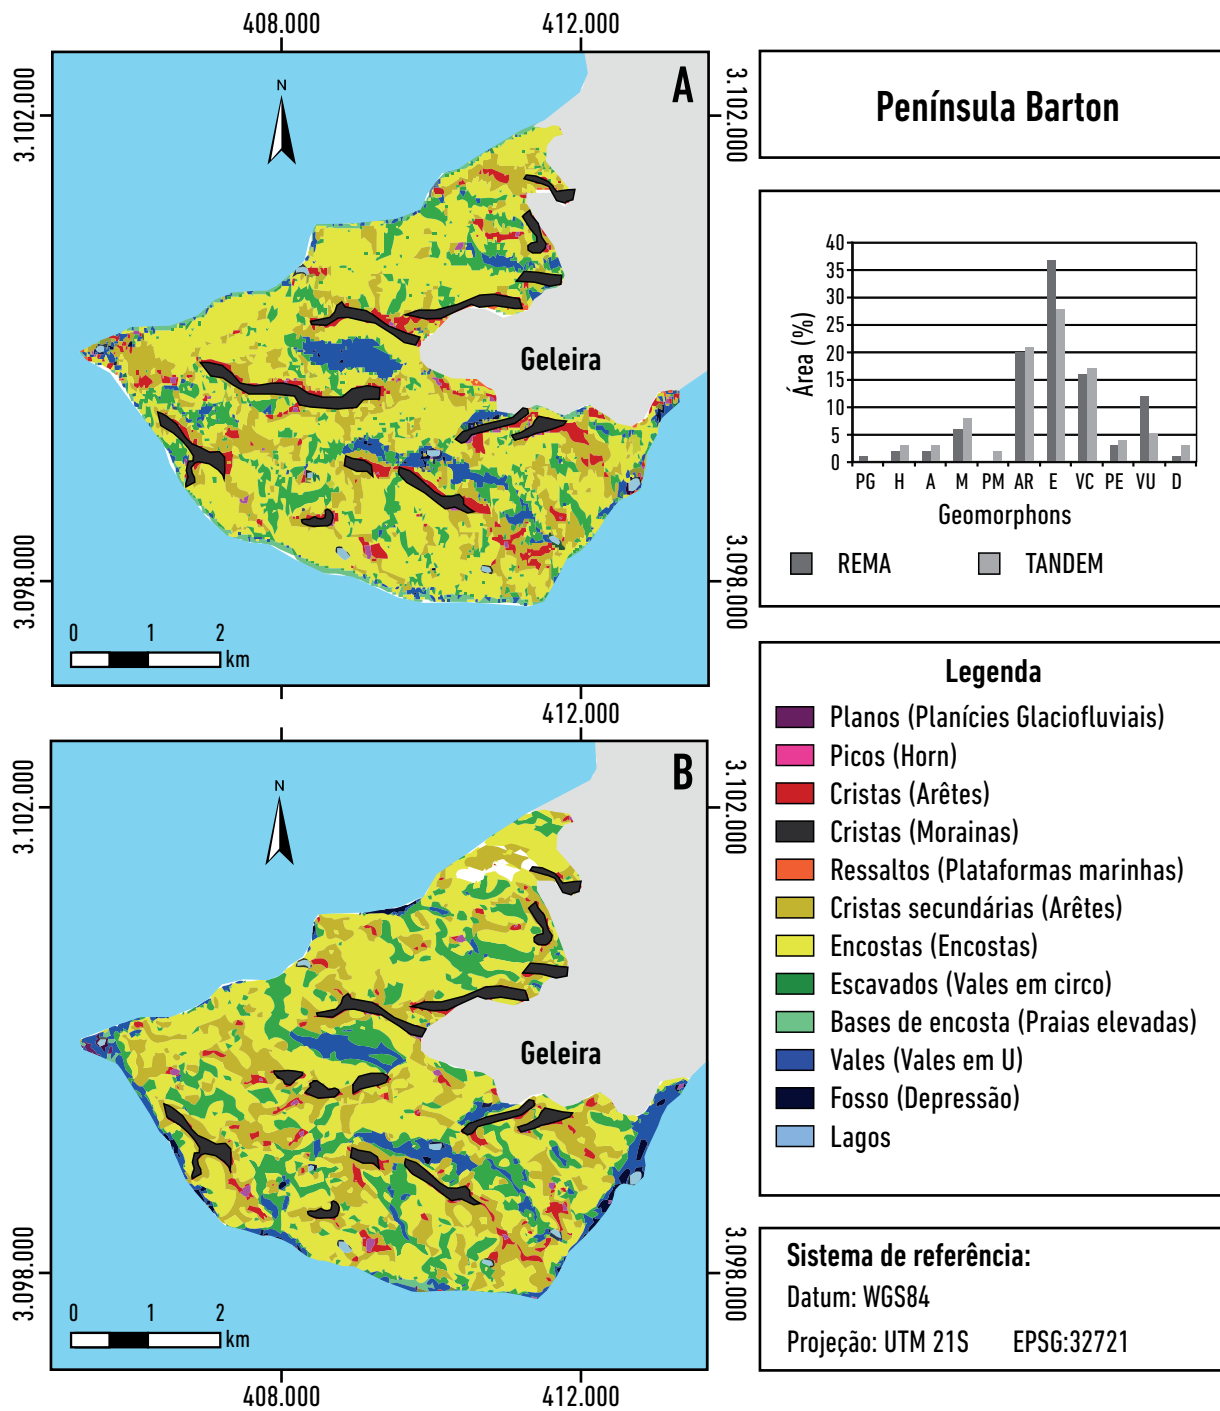 408.000 412.000
A
N
3.102.000
3.102.000
Geleira
3.098.000
3.098.000
0 1 2
km
408.000 412.000
B
N
3.102.000
3.102.000
Geleira
3.098.000
3.098.000
0 1 2
km
408.000 412.000
Península Barton
40
35
30
25
20
15
10
5
0
Área (%)
PG H A M PM AR E VC PE VU D
Geomorphons
REMA TANDEM
Legenda
Planos (Planícies Glaciofluviais)
Picos (Horn)
Cristas (Arêtes)
Cristas (Morainas)
Ressaltos (Plataformas marinhas)
Cristas secundárias (Arêtes)
Encostas (Encostas)
Escavados (Vales em circo)
Bases de encosta (Praias elevadas)
Vales (Vales em U)
Fosso (Depressão)
Lagos
Sistema de referência:
Datum: WGS84
Projeção: UTM 21S EPSG:32721